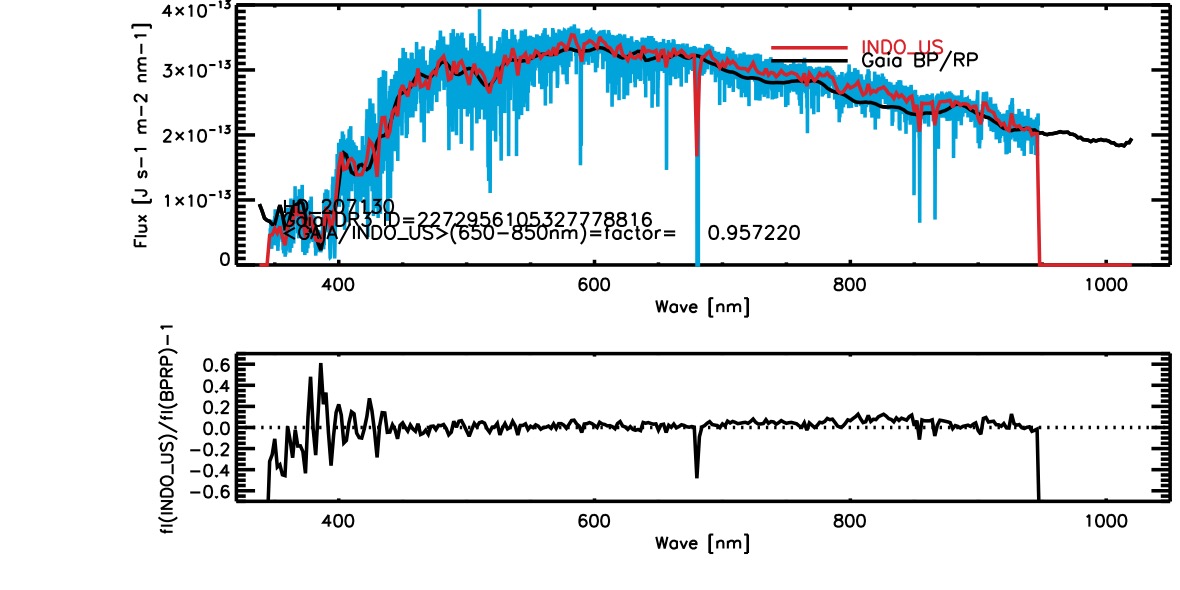 4×10−13
3×10−13
2×10−13
1×10−13
0
Flux [J s−1 m−2 nm−1]
INDO_US
Gaia BP/RP
HD_207130
Gaia DR3 ID=2272956105327778816
<GAIA/INDO_US>(650−850nm)=factor= 0.957220
400 600 800 1000
Wave [nm]
fl(INDO_US)/fl(BPRP)−1
0.6
0.4
0.2
0.0
−0.2
−0.4
−0.6
400 600 800 1000
Wave [nm]